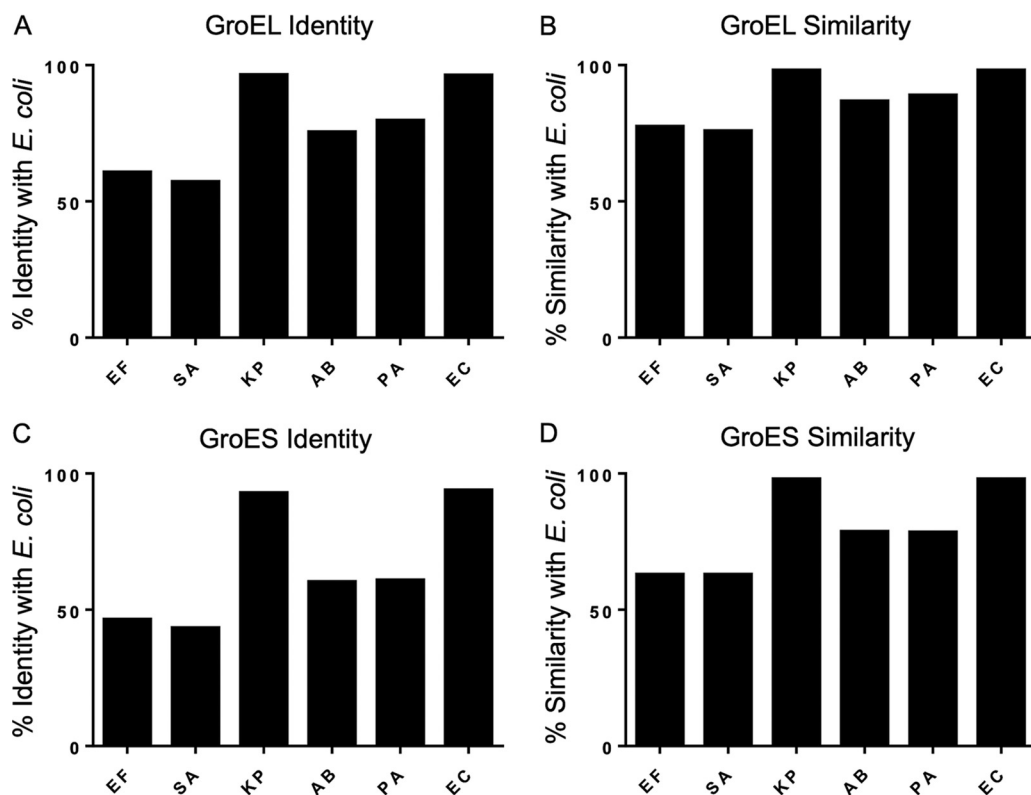 A
GroEL Identity
% Identity with E. coli
100
50
0
EF
SA
KP
AB
PA
EC
B
GroEL Similarity
% Similarity with E. coli
100
50
0
EF
SA
KP
AB
PA
EC
C
GroES Identity
% Identity with E. coli
100
50
0
EF
SA
KP
AB
PA
EC
D
GroES Similarity
% Similarity with E. coli
100
50
0
EF
SA
KP
AB
PA
EC